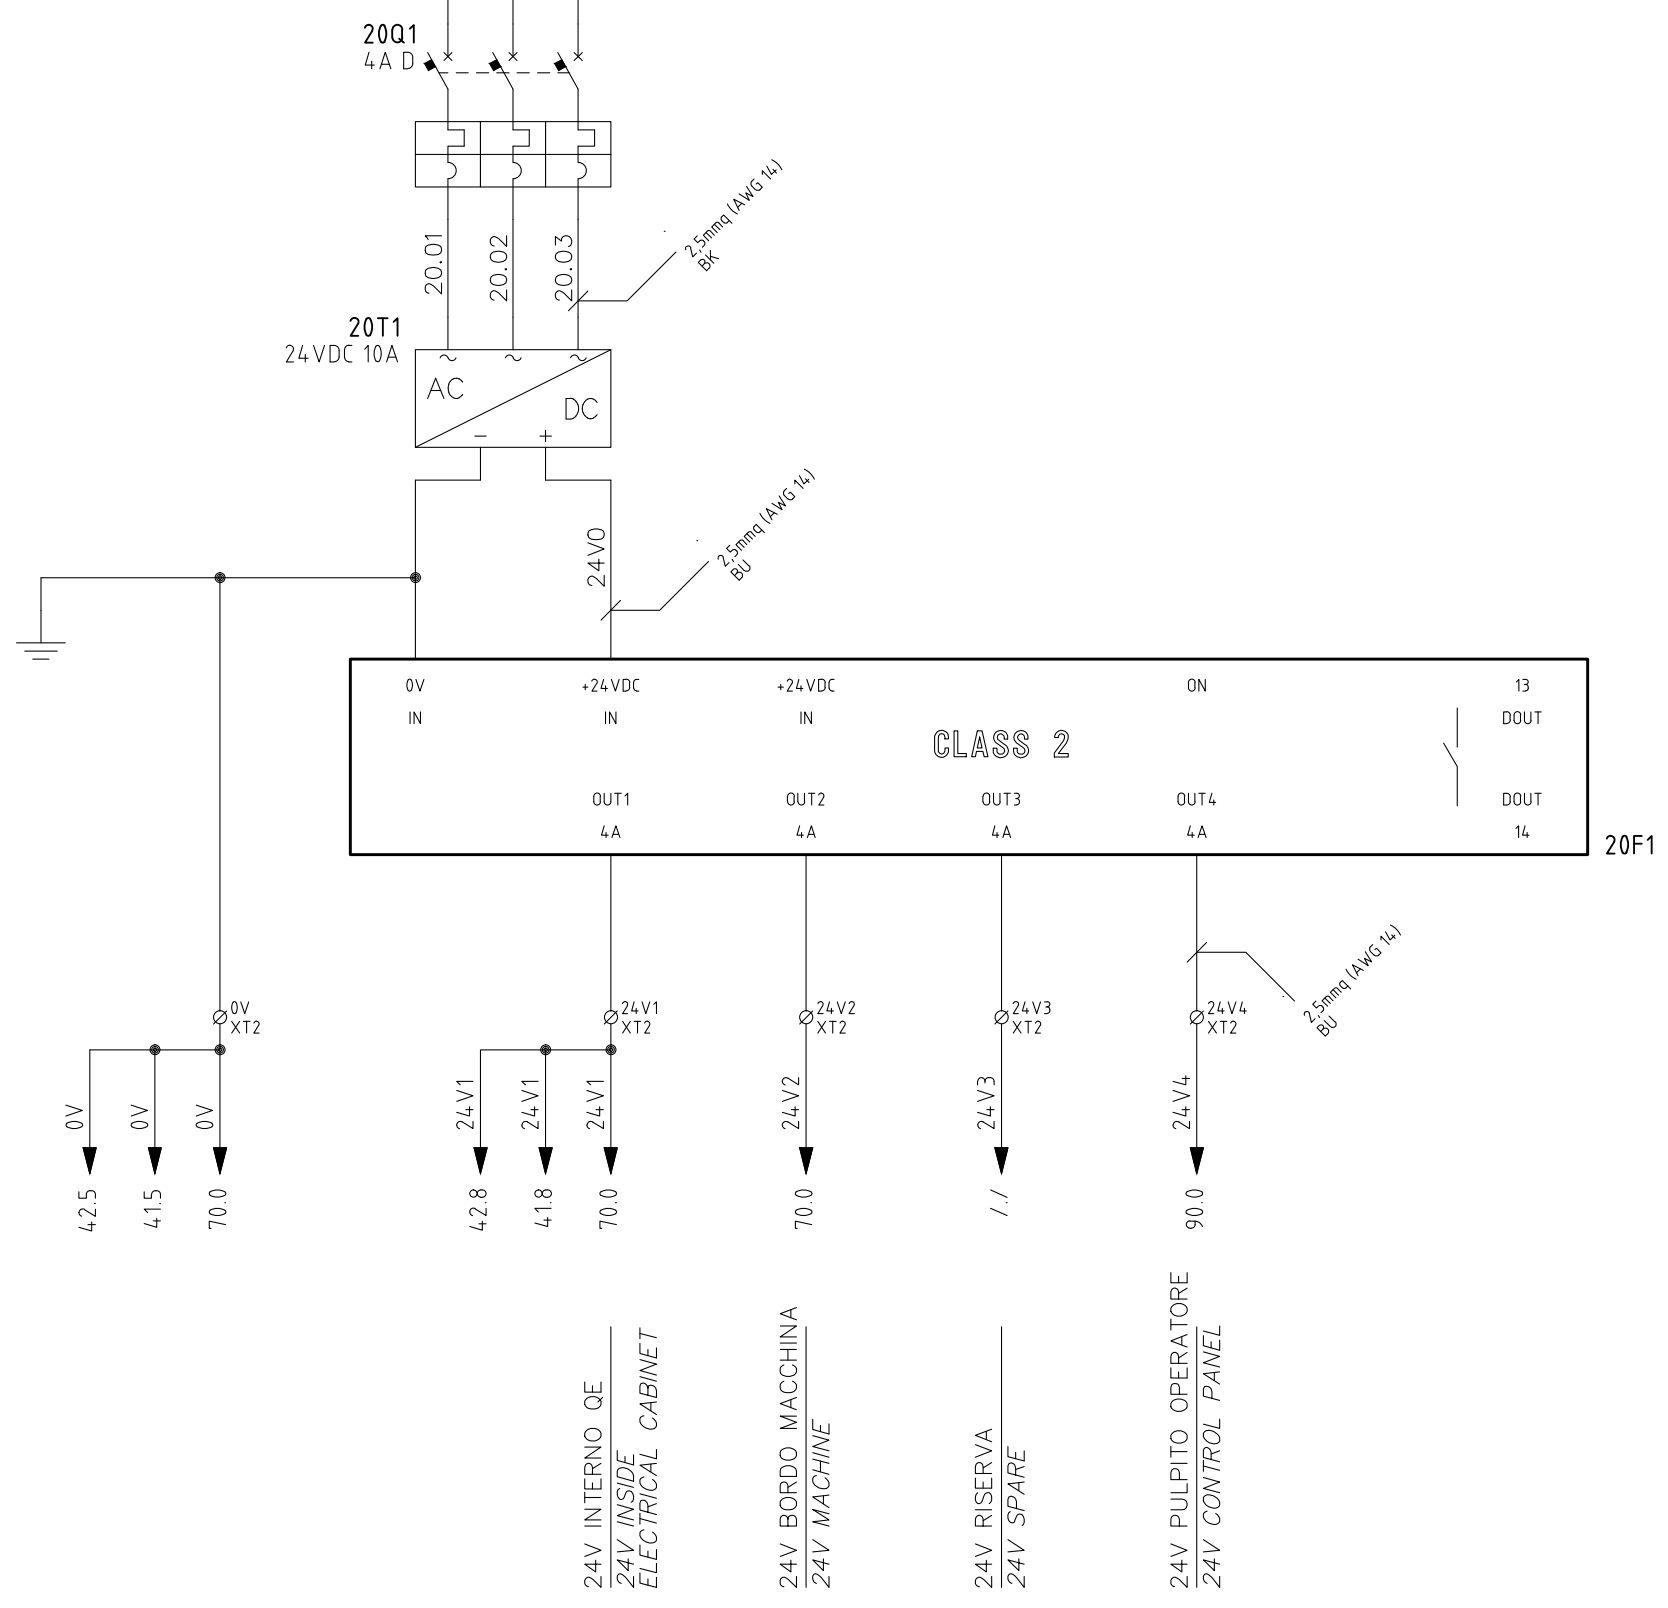 20Q1
4A D
20.01
20.02
20.03
2,5mmq (AWG 14)
BK
20T1
24VDC 10A
AC
DC
24V0
2,5mmq (AWG 14)
BU
0V
IN
+24VDC
IN
+24VDC
IN
ON
13
DOUT
CLASS 2
OUT1
4A
OUT2
4A
OUT3
4A
OUT4
4A
DOUT
14
20F1
2,5mmq (AWG 14)
BU
0V
XT2
24V1
XT2
24V2
XT2
24V3
XT2
24V4
XT2
0V
0V
0V
24V1
24V1
24V1
24V2
24V3
24V4
42.5
41.5
70.0
42.8
41.8
70.0
70.0
/./
90.0
24V INTERNO QE
24V INSIDE
ELECTRICAL CABINET
24V BORDO MACCHINA
24V MACHINE
24V RISERVA
24V SPARE
24V PULPITO OPERATORE
24V CONTROL PANEL